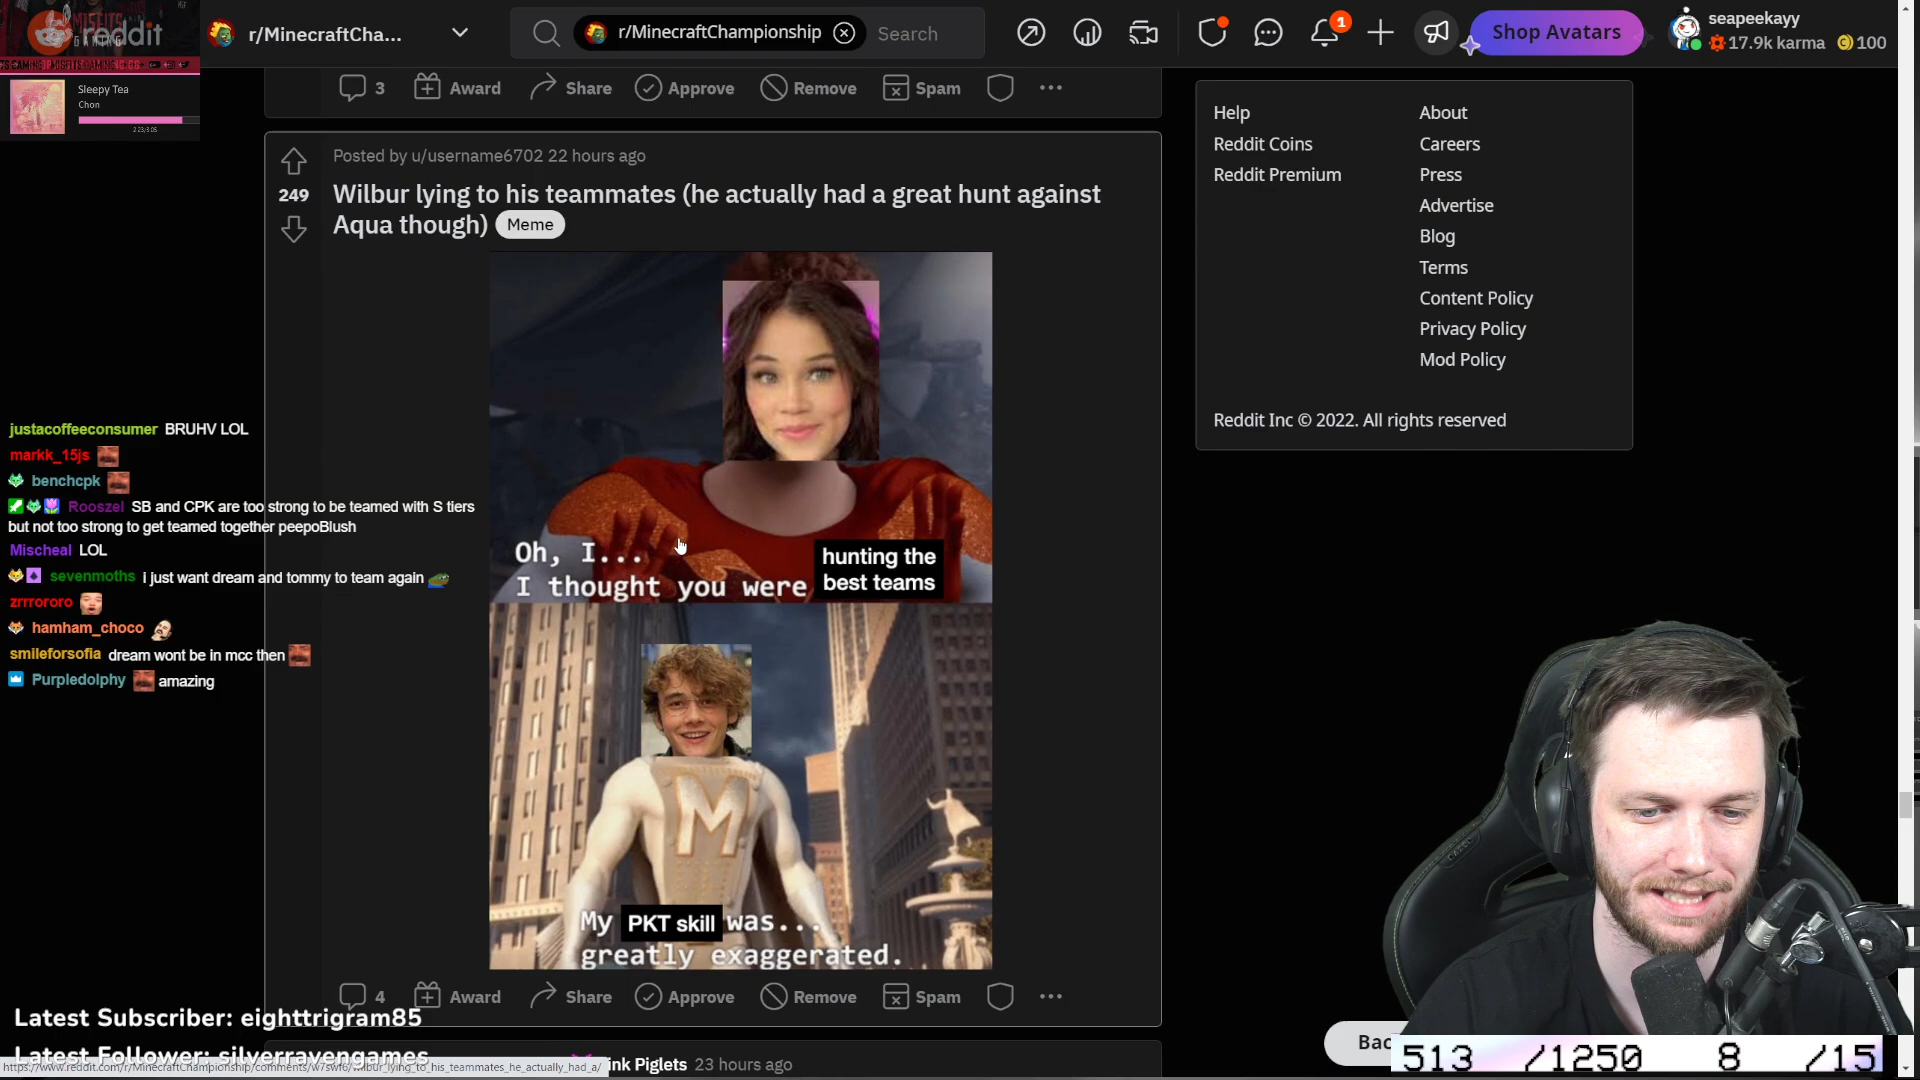 reddit
r/MinecraftCha...
r/MinecraftChampionship
Search
1
Shop Avatars
seapeekayy
17.9k karma
100
Sleepy Tea
Chon
3
Award
Share
Approve
Remove
Spam
Posted by u/username6702 22 hours ago
249
Wilbur lying to his teammates (he actually had a great hunt against
Aqua though) Meme
Oh, I...
I thought you were
hunting the
best teams
My PKT skill was...
greatly exaggerated.
M
4
Award
Share
Approve
Remove
Spam
ink Piglets 23 hours ago
Help
Reddit Coins
Reddit Premium
About
Careers
Press
Advertise
Blog
Terms
Content Policy
Privacy Policy
Mod Policy
Reddit Inc © 2022. All rights reserved
justacoffeeconsumer BRUHV LOL
markk_15js
benchcpk
Rooszel SB and CPK are too strong to be teamed with S tiers
but not too strong to get teamed together peepoBlush
Mischeal LOL
sevenmoths i just want dream and tommy to team again
zrrrororo
hamham_choco
smileforsofia dream wont be in mcc then
Purpledolphy amazing
Latest Subscriber: eighttrigram85
Latest Follower: silverravengames
Bac
513 /1250 8 /15